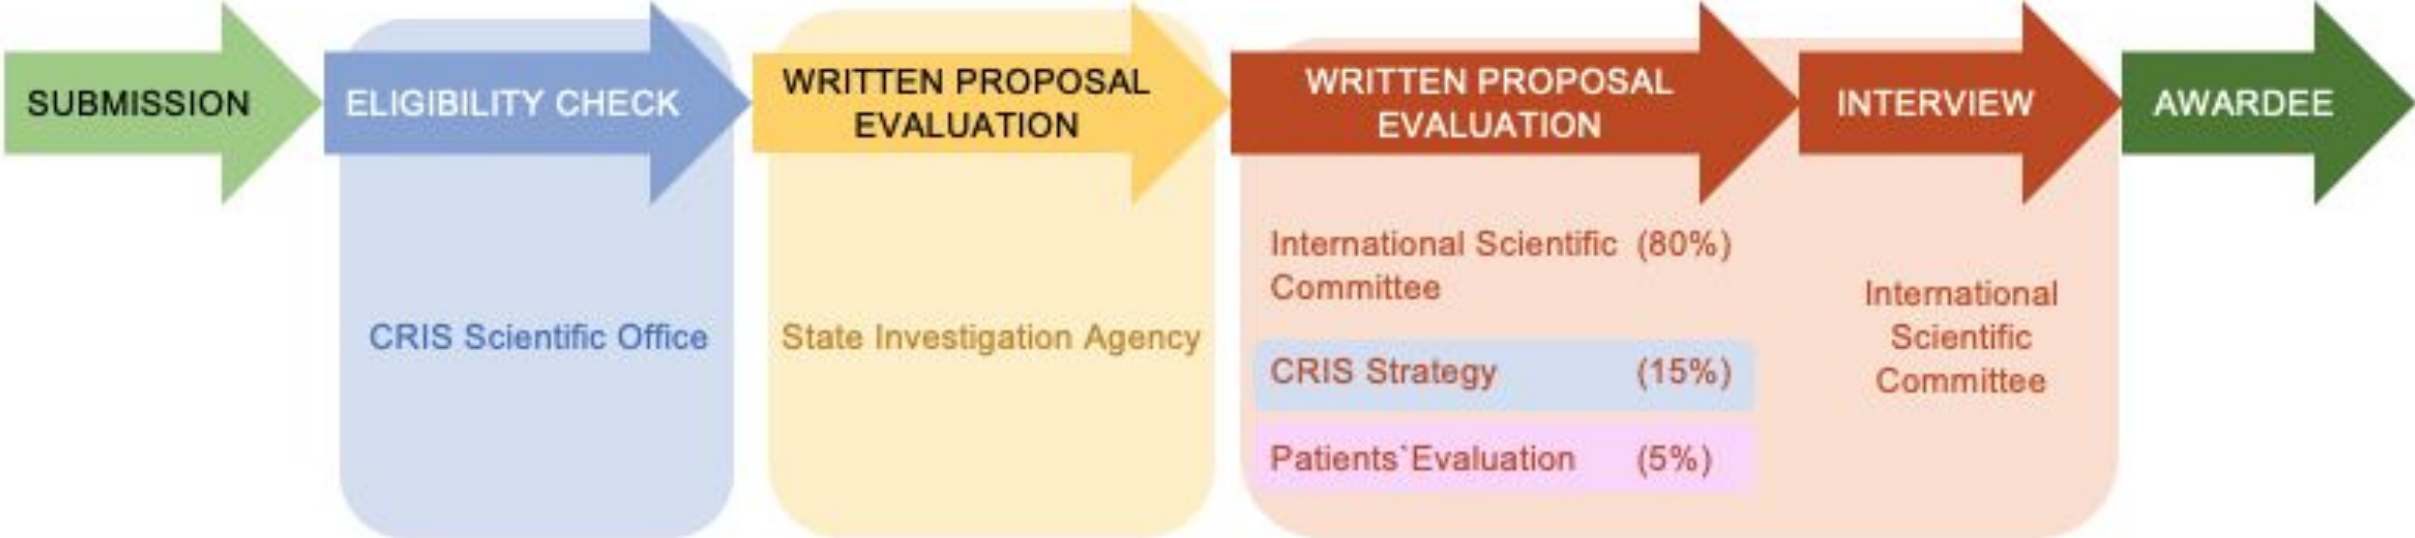 SUBMISSION
ELIGIBILITY CHECK
WRITTEN PROPOSAL
EVALUATION
WRITTEN PROPOSAL
EVALUATION
INTERVIEW
AWARDEE
CRIS Scientific Office
State Investigation Agency
International Scientific (80%)
Committee
CRIS Strategy (15%)
Patients`Evaluation (5%)
International
Scientific
Committee